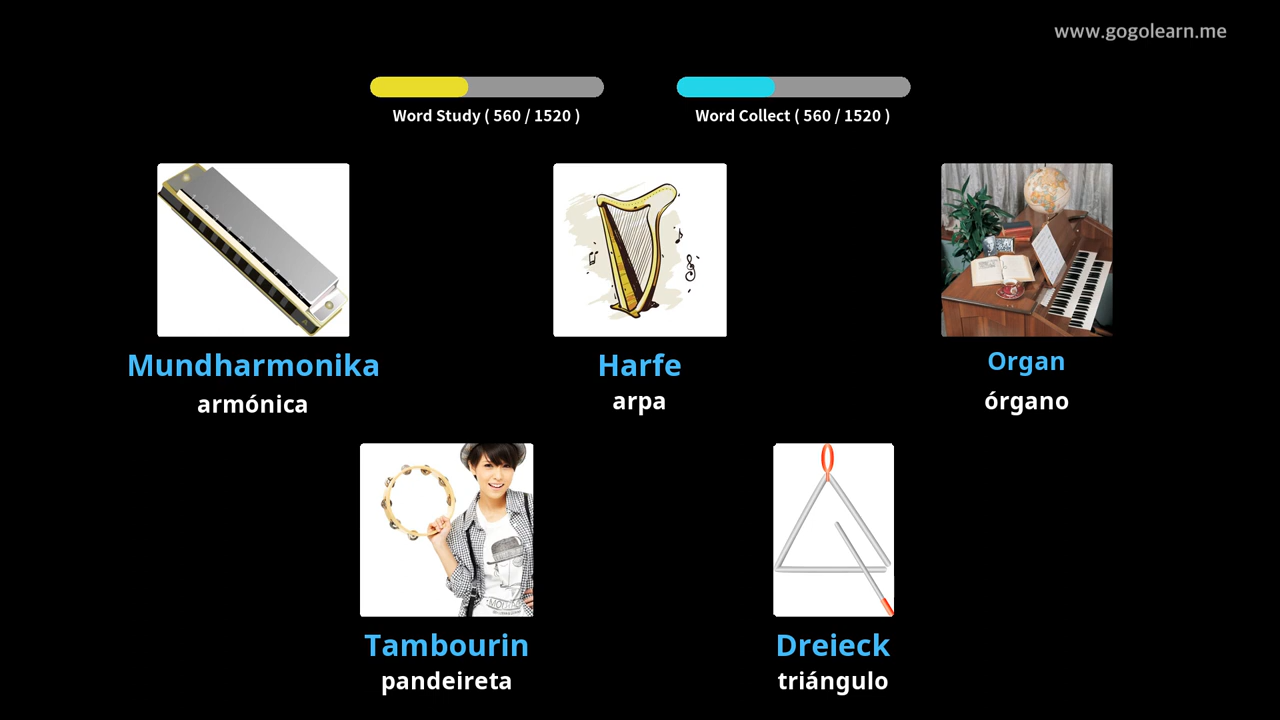 www.gogolearn.me
Word Study ( 560 / 1520 )
Word Collect ( 560 / 1520 )
Mundharmonika
armónica
Harfe
arpa
Organ
órgano
Tambourin
pandeireta
Dreieck
triángulo